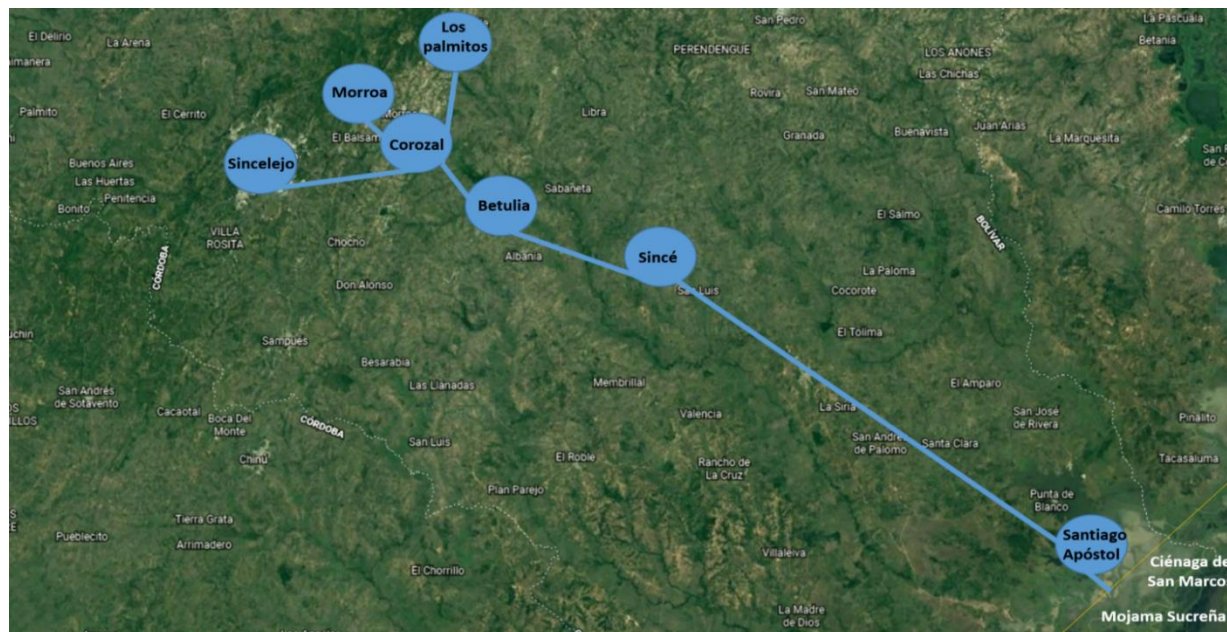 San Pedro
La Pascuala
El Delirio
La Arena
Los
palmitos
PERENDENGUE
LOS AÑONES
Betania
Las Chichas
Morroa
Rovira
San Mateo
Palmito
El Cerrito
Libra
El Balsam
Corozal
Granada
Buenavista
Juan Arias
La Marquesita
Buenos Aires
Sincelejo
Las Huertas
Penitencia
Bonito
Sabaneta
Betulia
El Salmo
Camilo Torres
VILLA
ROSITA
Chocho
Albania
BOLÍVAR
CÓRDOBA
Sincé
Don Alonso
San Luis
La Paloma
Cocorote
El Tólima
Sampués
Besarabia
San Andrés
de Sotavento
Las Llanadas
Membrillal
El Amparo
Cacaotal
Boca Del
Monte
CÓRDOBA
Valencia
La Siria
San José
de Rivera
Pinalito
San Luis
San Andrés
de Palomo
Santa Clara
Chinú
El Roble
Rancho de
La Cruz
Tacasaluma
Plan Parejo
Punta de
Blanco
Tierra Grata
Pueblecito
Arrimadero
Santiago
Apóstol
Villaleiva
Ciénaga de
San Marco
El Chorrillo
La Madre
de Dios
Mojama Sucreña